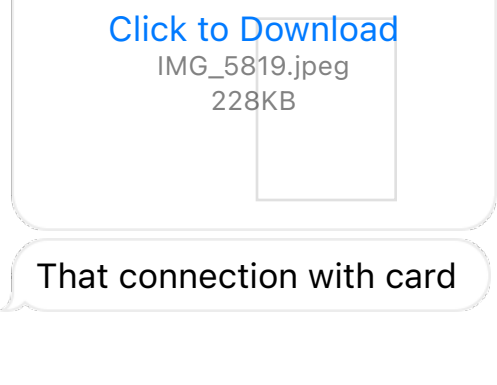 Click to Download
IMG_5819.jpeg
228KB
That connection with card